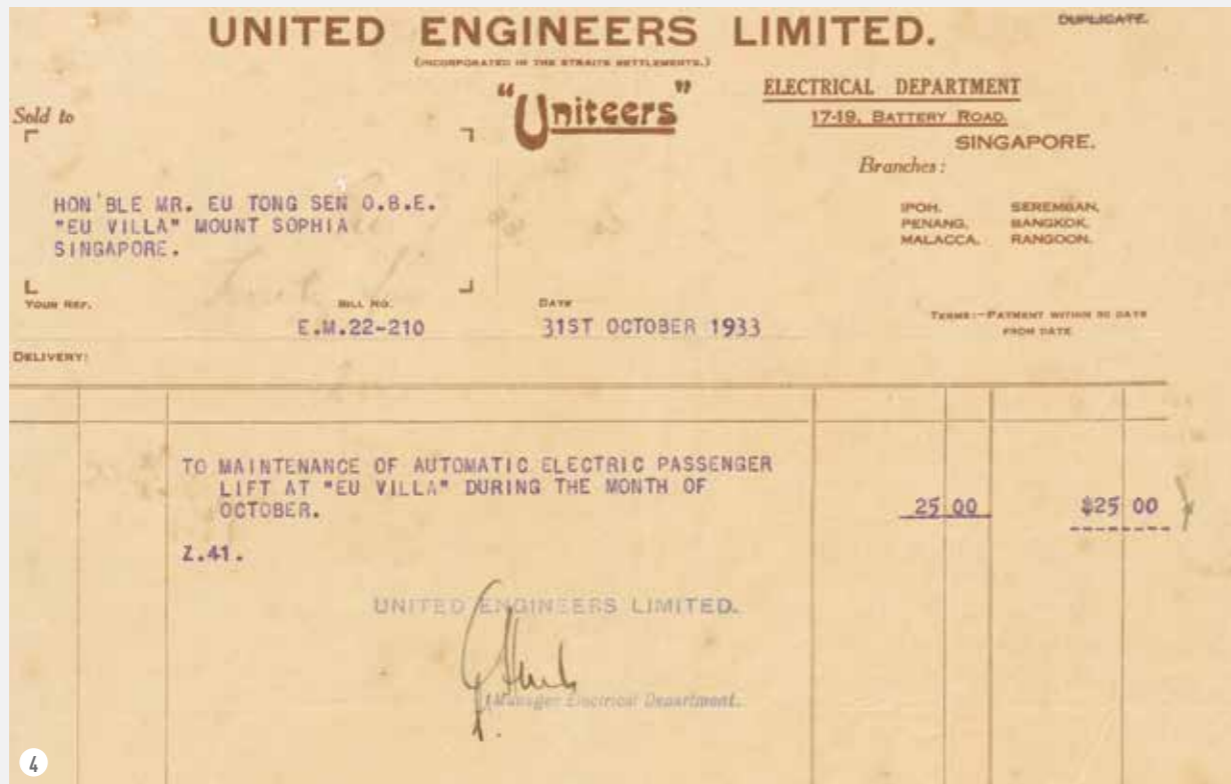 DUPLICATE.
UNITED ENGINEERS LIMITED.
(INCORPORATED IN THE STRAITS SETTLEMENTS.)
"Uniteers"
ELECTRICAL DEPARTMENT
17-19, BATTERY ROAD,
SINGAPORE.
Branches:
IPOH, SEREMBAN,
PENANG, BANGKOK,
MALACCA, RANGOON.
Sold to
HON'BLE MR. EU TONG SEN O.B.E.
"EU VILLA" MOUNT SOPHIA
SINGAPORE.
YOUR REF.
BILL NO.
E.M.22-210
DATE
31ST OCTOBER 1933
TERMS:-PAYMENT WITHIN 30 DAYS
FROM DATE
DELIVERY:
TO MAINTENANCE OF AUTOMATIC ELECTRIC PASSENGER
LIFT AT "EU VILLA" DURING THE MONTH OF
OCTOBER. 25 00 $25 00
Z.41.
UNITED ENGINEERS LIMITED.
Manager Electrical Department.
4